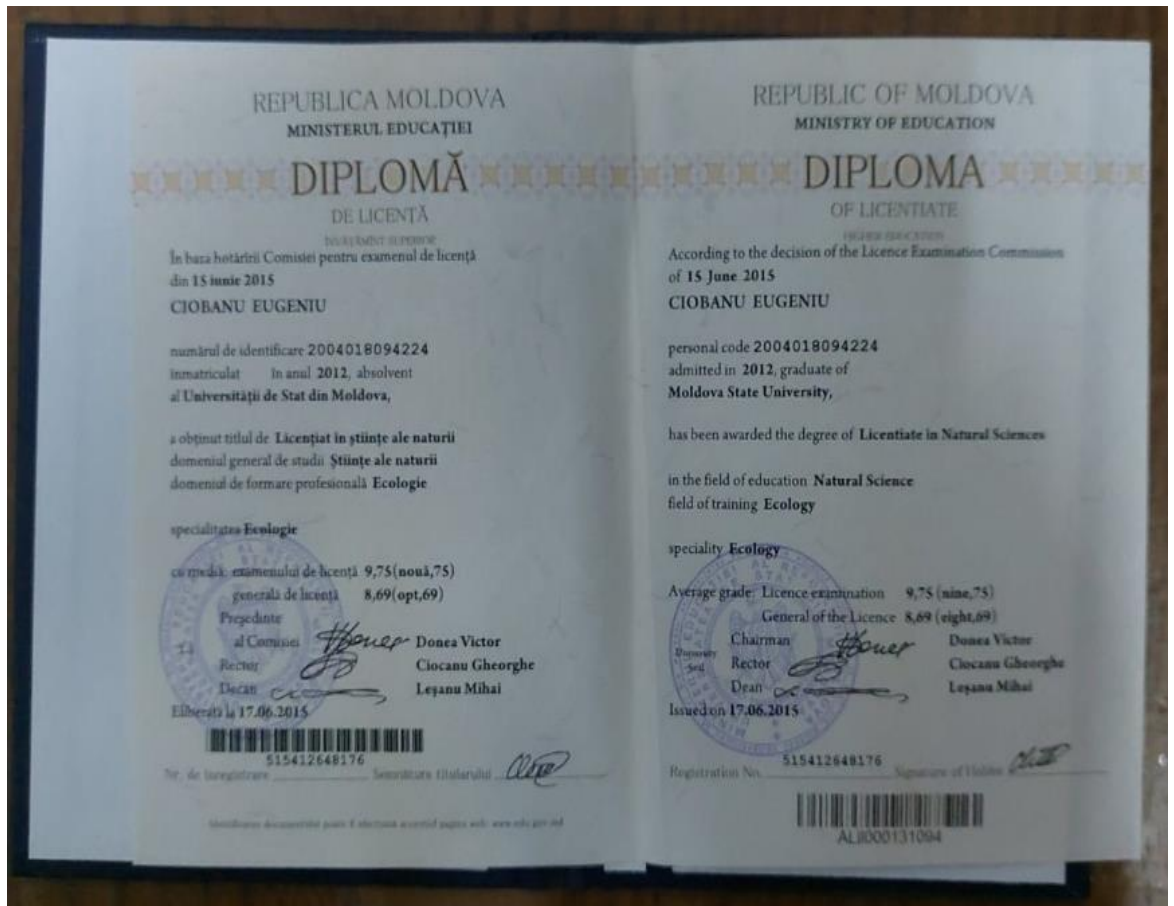 REPUBLICA MOLDOVA
MINISTERUL EDUCAȚIEI
DIPLOMĂ
DE LICENȚĂ
ÎNVĂȚĂMÎNT SUPERIOR
În baza hotărîrii Comisiei pentru examenul de licență
din 15 iunie 2015
CIOBANU EUGENIU
numărul de identificare 2004018094224
înmatriculat în anul 2012, absolvent
al Universității de Stat din Moldova,
a obținut titlul de Licențiat în științe ale naturii
domeniul general de studii Științe ale naturii
domeniul de formare profesională Ecologie
specialitatea Ecologie
cu media: examenului de licență 9,75(nouă,75)
generală de licență 8,69(opt,69)
Președinte
al Comisiei Donea Victor
Rector Ciocanu Gheorghe
Decan Leșanu Mihai
Eliberată la 17.06.2015
515412648176
Nr. de înregistrare Semnătura titularului
REPUBLIC OF MOLDOVA
MINISTRY OF EDUCATION
DIPLOMA
OF LICENTIATE
HIGHER EDUCATION
According to the decision of the Licence Examination Commission
of 15 June 2015
CIOBANU EUGENIU
personal code 2004018094224
admitted in 2012, graduate of
Moldova State University,
has been awarded the degree of Licentiate in Natural Sciences
in the field of education Natural Science
field of training Ecology
speciality Ecology
Average grade: Licence examination 9,75 (nine,75)
General of the Licence 8,69 (eight,69)
Chairman Donea Victor
University Seal
Rector Ciocanu Gheorghe
Dean Leşanu Mihai
Issued on 17.06.2015
515412648176
Registration No. Signature of Holder
ALII000131094